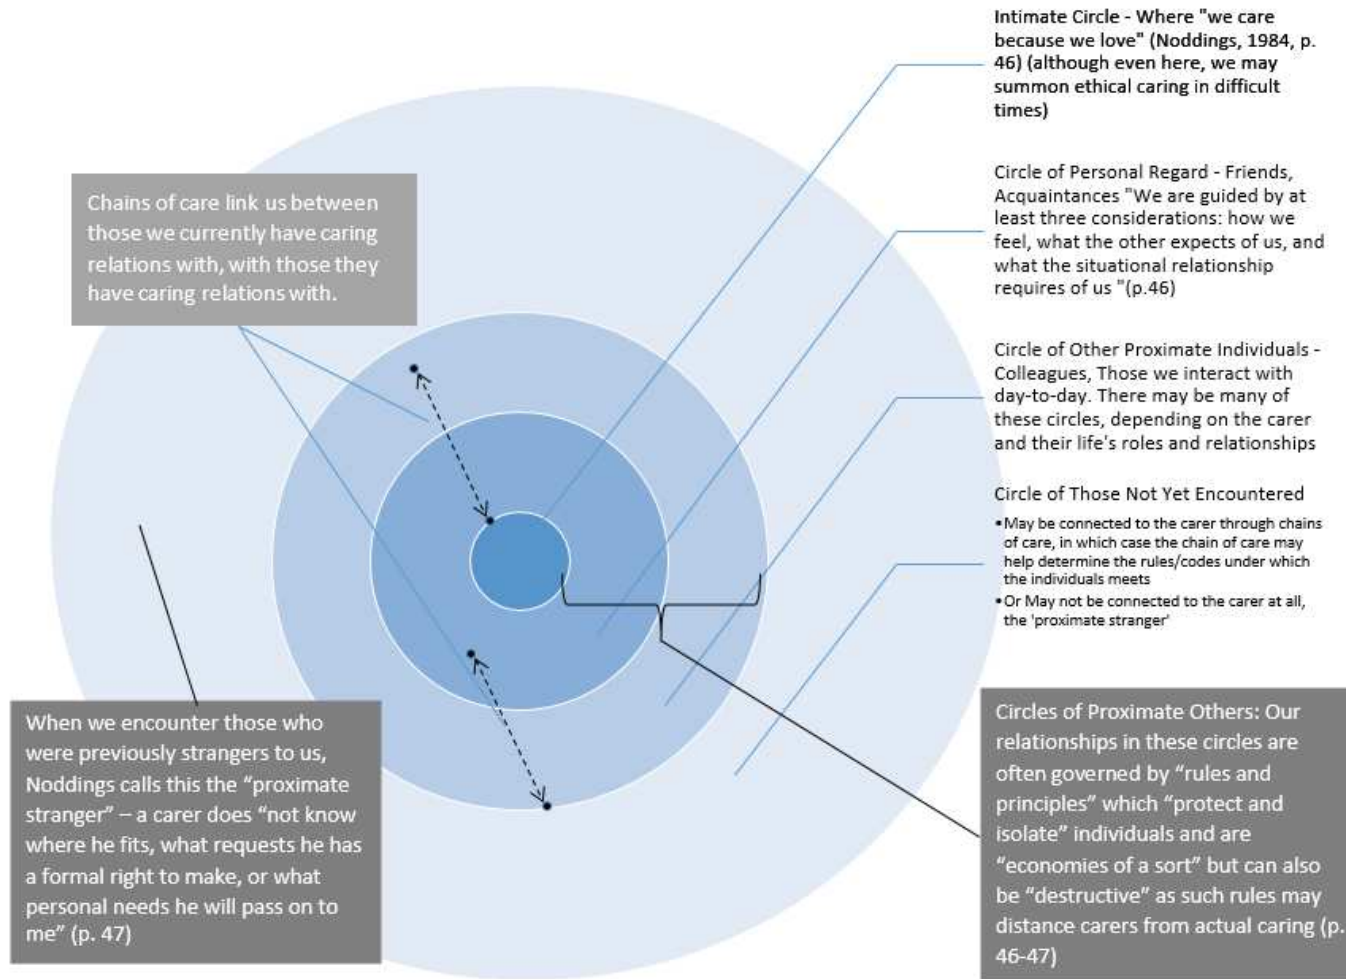 Intimate Circle - Where "we care
because we love" (Noddings, 1984, p.
46) (although even here, we may
summon ethical caring in difficult
times)
Circle of Personal Regard - Friends,
Acquaintances "We are guided by at
least three considerations: how we
feel, what the other expects of us, and
what the situational relationship
requires of us "(p.46)
Circle of Other Proximate Individuals -
Colleagues, Those we interact with
day-to-day. There may be many of
these circles, depending on the carer
and their life's roles and relationships
Circle of Those Not Yet Encountered
•May be connected to the carer through chains
of care, in which case the chain of care may
help determine the rules/codes under which
the individuals meets
•Or May not be connected to the carer at all,
the 'proximate stranger'
Chains of care link us between
those we currently have caring
relations with, with those they
have caring relations with.
When we encounter those who
were previously strangers to us,
Noddings calls this the “proximate
stranger” – a carer does “not know
where he fits, what requests he has
a formal right to make, or what
personal needs he will pass on to
me” (p. 47)
Circles of Proximate Others: Our
relationships in these circles are
often governed by “rules and
principles” which “protect and
isolate” individuals and are
“economies of a sort” but can also
be “destructive” as such rules may
distance carers from actual caring (p.
46-47)